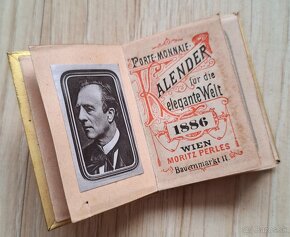 PORTE-MONNAIE
KALENDER
für die
elegante Welt
1886
WIEN
MORITZ PERLES
Bauernmarkt 11